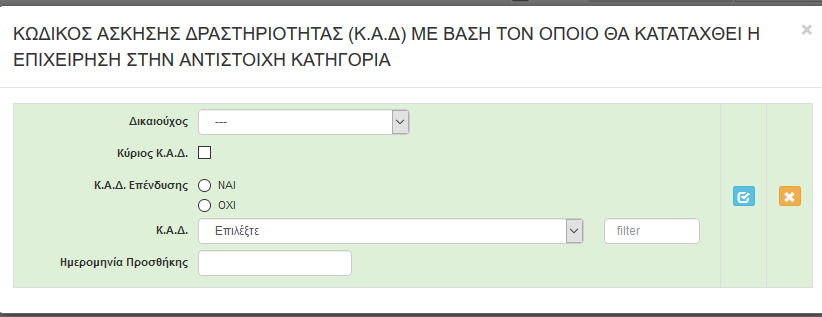 ΚΩΔΙΚΟΣ ΑΣΚΗΣΗΣ ΔΡΑΣΤΗΡΙΟΤΗΤΑΣ (Κ.Α.Δ) ΜΕ ΒΑΣΗ ΤΟΝ ΟΠΟΙΟ ΘΑ ΚΑΤΑΤΑΧΘΕΙ Η
ΕΠΙΧΕΙΡΗΣΗ ΣΤΗΝ ΑΝΤΙΣΤΟΙΧΗ ΚΑΤΗΓΟΡΙΑ
Δικαιούχος ---
Κύριος Κ.Α.Δ.
Κ.Α.Δ. Επένδυσης ΝΑΙ
ΟΧΙ
Κ.Α.Δ. Επιλέξτε filter
Ημερομηνία Προσθήκης